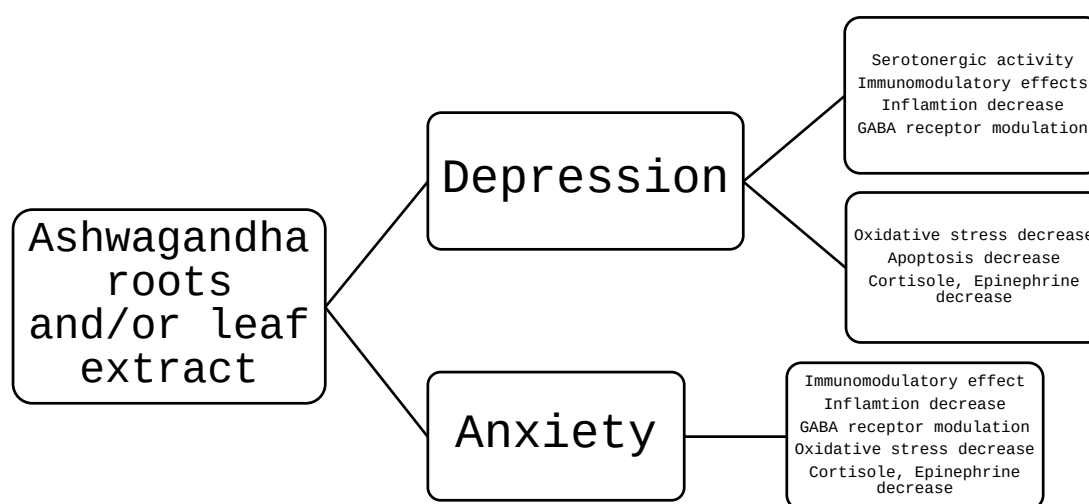 Ashwagandha
roots
and/or leaf
extract
Depression
Serotonergic activity
Immunomodulatory effects
Inflamtion decrease
GABA receptor modulation
Oxidative stress decrease
Apoptosis decrease
Cortisole, Epinephrine
decrease
Anxiety
Immunomodulatory effect
Inflamtion decrease
GABA receptor modulation
Oxidative stress decrease
Cortisole, Epinephrine
decrease